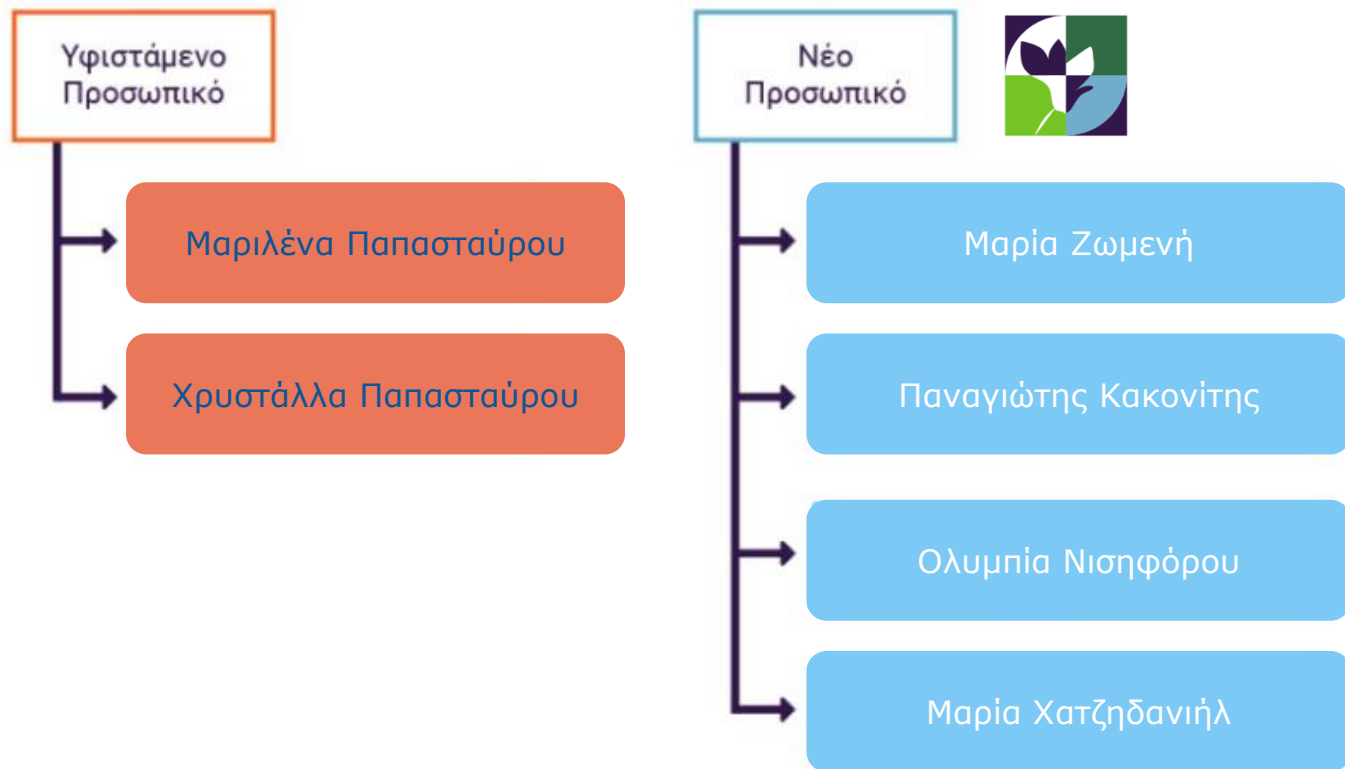 Υφιστάμενο
Προσωπικό
Μαριλένα Παπασταύρου
Χρυστάλλα Παπασταύρου
Νέο
Προσωπικό
Μαρία Ζωμενή
Παναγιώτης Κακονίτης
Ολυμπία Νισηφόρου
Μαρία Χατζηδανιήλ